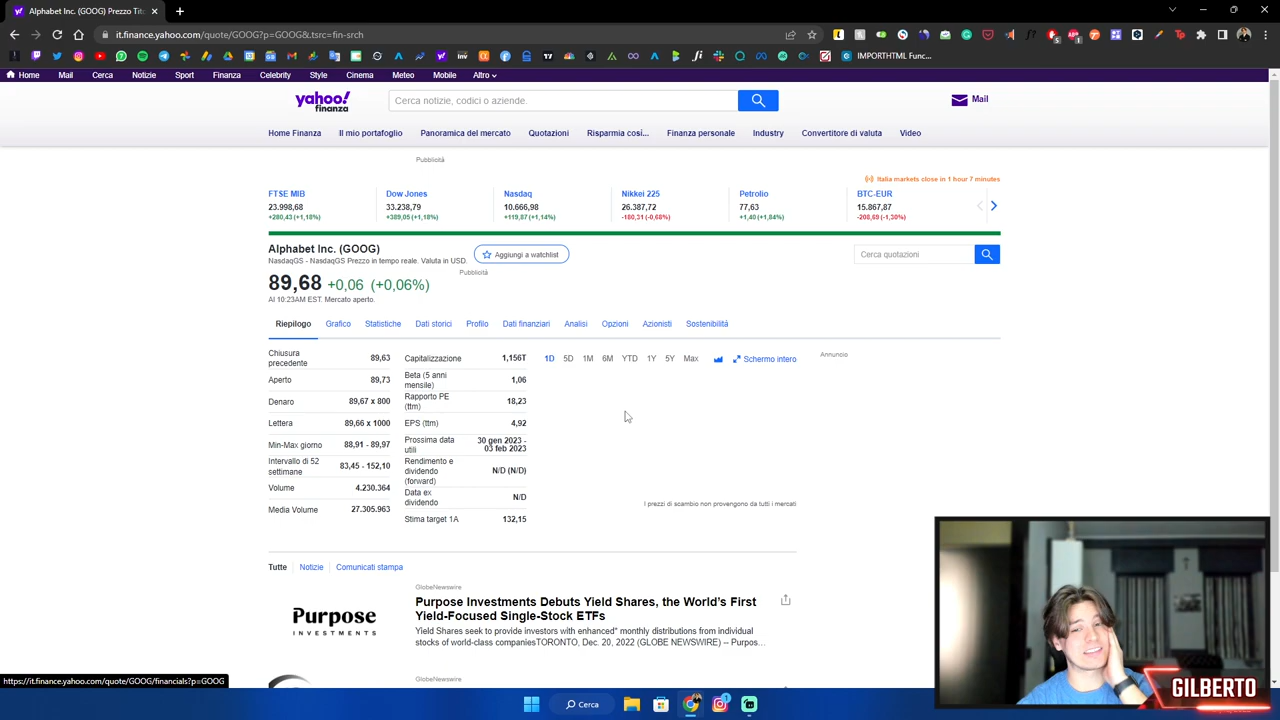 Alphabet Inc. (GOOG) Prezzo tito
it.finance.yahoo.com/quote/GOOG?p=GOOG
IMPORTHTML Func...
Home Mail Cerca Notizie Sport Finanza Celebrity Style Cinema Meteo Mobile Altro
yahoo!
finanza
Cerca notizie, codici o aziende.
Mail
Home Finanza Il mio portafoglio Panoramica del mercato Quotazioni Risparmia così... Finanza personale Industry Convertitore di valuta Video
Pubblicità
Italia markets close in 1 hour 7 minutes
FTSE MIB Dow Jones Nasdaq Nikkei 225 Petrolio BTC-EUR
23.998,68 33.238,79 10.666,98 26.387,72 77,63 15.867,87
+280,43 (+1,18%) +389,05 (+1,18%) +119,87 (+1,14%) -180,31 (-0,68%) +1,40 (+1,84%) -208,69 (-1,30%)
Alphabet Inc. (GOOG)
Aggiungi a watchlist
Cerca quotazioni
NasdaqGS - NasdaqGS Prezzo in tempo reale. Valuta in USD.
Pubblicità
89,68 +0,06 (+0,06%)
Al 10:23AM EST. Mercato aperto.
Riepilogo Grafico Statistiche Dati storici Profilo Dati finanziari Analisi Opzioni Azionisti Sostenibilità
Chiusura
precedente 89,63
Aperto 89,73
Denaro 89,67 x 800
Lettera 89,66 x 1000
Min-Max giorno 88,91 - 89,97
Intervallo di 52
settimane 83,45 - 152,10
Volume 4.230.364
Media Volume 27.305.963
Capitalizzazione 1,156T
Beta (5 anni
mensile) 1,06
Rapporto PE
(ttm) 18,23
EPS (ttm) 4,92
Prossima data
utili
30 gen 2023 -
03 feb 2023
Rendimento e
dividendo
(forward)
N/D (N/D)
Data ex
dividendo N/D
Stima target 1A 132,15
1D 5D 1M 6M YTD 1Y 5Y Max
Schermo intero
I prezzi di scambio non provengono da tutti i mercati
Annuncio
Tutte Notizie Comunicati stampa
GlobeNewswire
Purpose
INVESTMENTS
Purpose Investments Debuts Yield Shares, the World's First
Yield-Focused Single-Stock ETFs
Yield Shares seek to provide investors with enhanced* monthly distributions from individual
stocks of world-class companiesTORONTO, Dec. 20, 2022 (GLOBE NEWSWIRE) -- Purpos...
GlobeNewswire
https://it.finance.yahoo.com/quote/GOOG/financials?p=GOOG
Cerca
GILBERTO